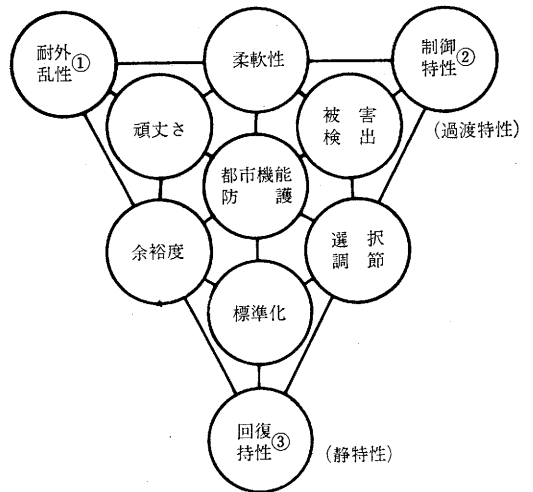 耐外
乱性①
柔軟性
制御
特性②
(過渡特性)
頑丈さ
被害
検出
都市機能
防護
余裕度
選択
調節
標準化
回復
持性③
(静特性)